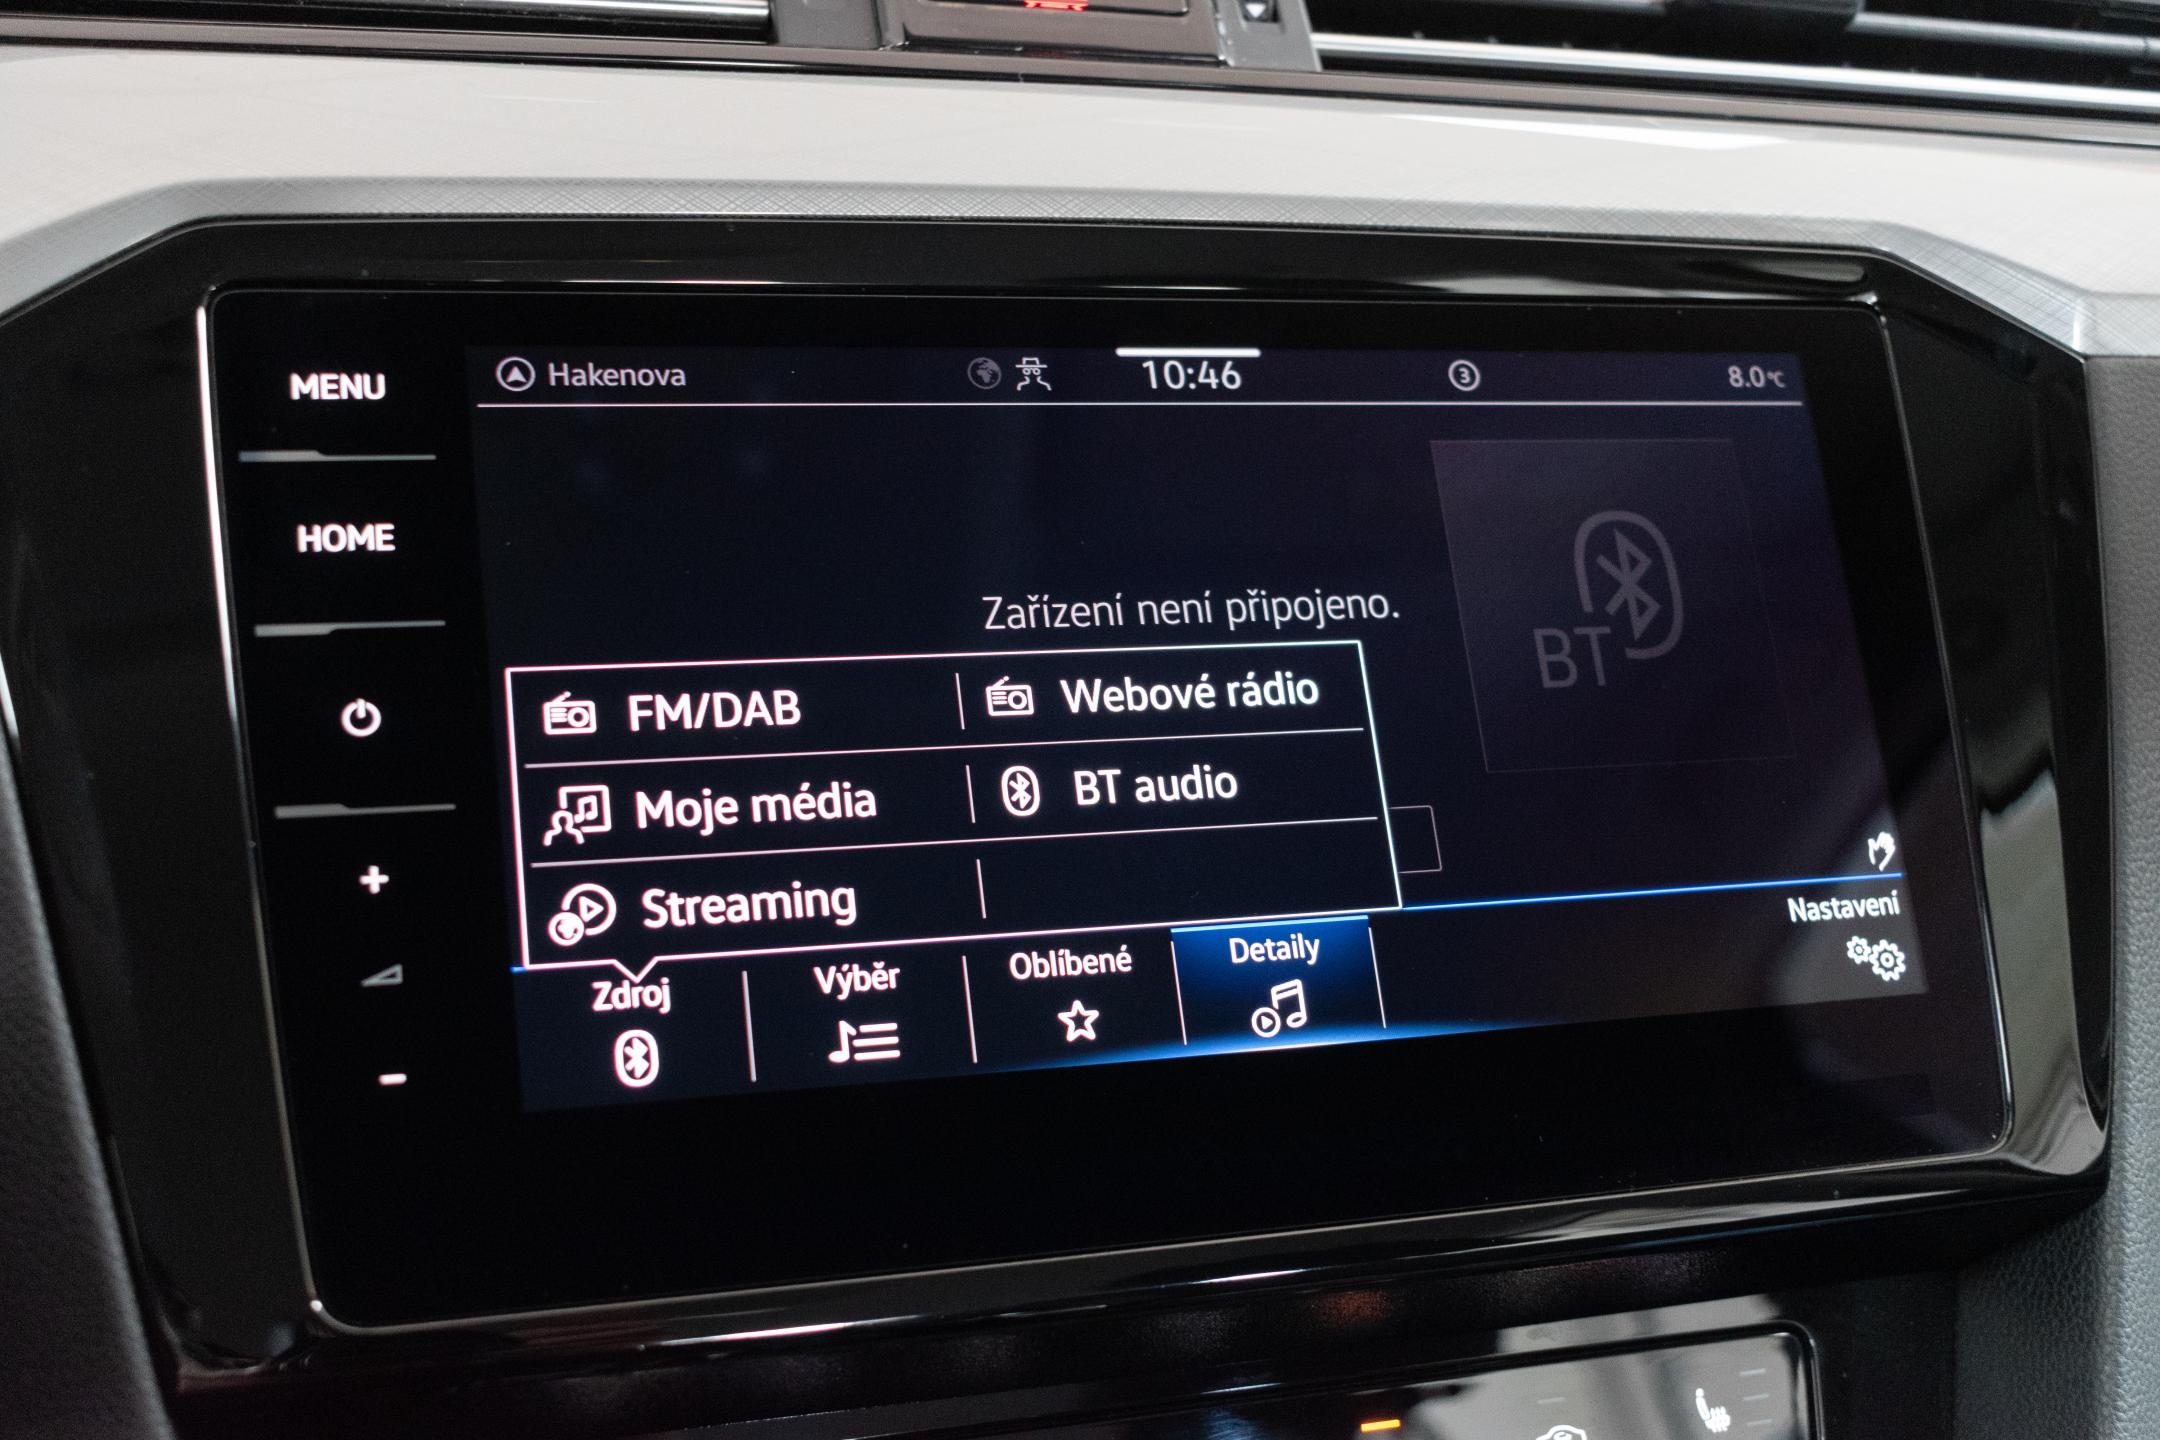 MENU
HOME
Hakenova
10:46
3
8.0°C
Zařízení není připojeno.
BT
FM/DAB
Webové rádio
Moje média
BT audio
Streaming
Zdroj
Výběr
Oblíbené
Detaily
Nastavení
+
-